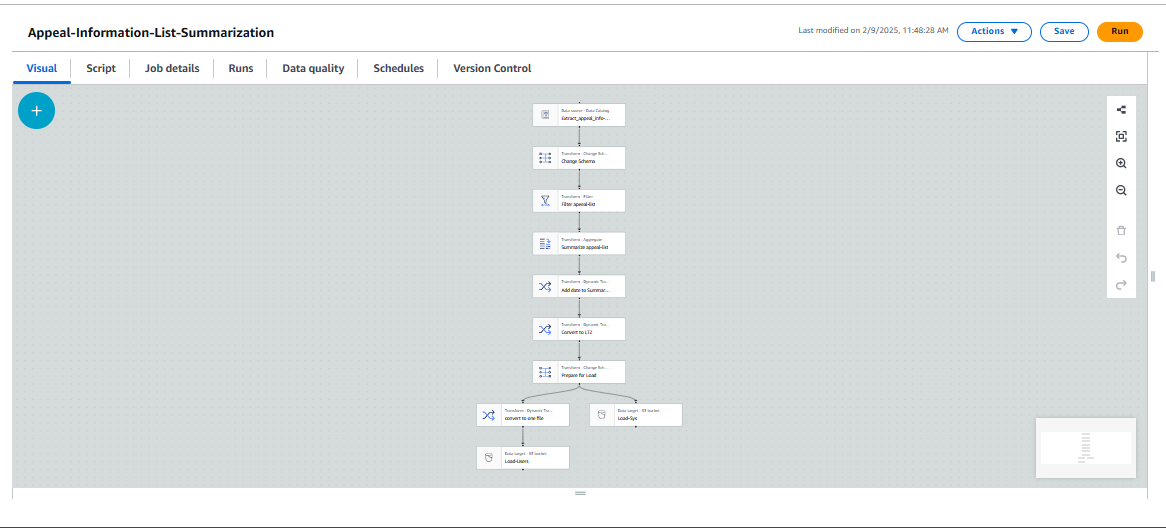 Appeal-Information-List-Summarization
Last modified on 2/9/2025, 11:48:28 AM
Actions
Save
Run
Visual
Script
Job details
Runs
Data quality
Schedules
Version Control
Data source - Data Catalog
Extract_appeal_info-...
Transform - Change Sch...
Change Schema
Transform - Filter
Filter apeeal-list
Transform - Aggregate
Summarize appeal-list
Transform - Dynamic Tra...
Add date to Summar...
Transform - Dynamic Tra...
Convert to LTZ
Transform - Change Sch...
Prepare for Load
Transform - Dynamic Tra...
convert to one file
Data target - S3 bucket
Load-Sys
Data target - S3 bucket
Load-Users